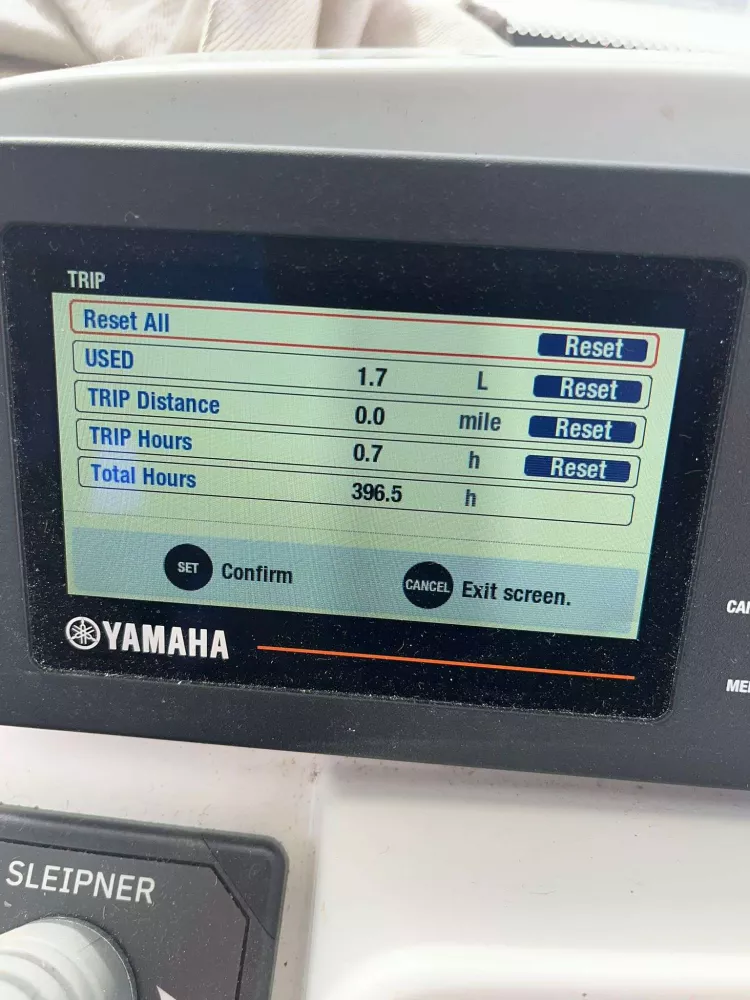 TRIP
Reset All Reset
USED 1.7 L Reset
TRIP Distance 0.0 mile Reset
TRIP Hours 0.7 h Reset
Total Hours 396.5 h
SET Confirm CANCEL Exit screen.
YAMAHA
SLEIPNER